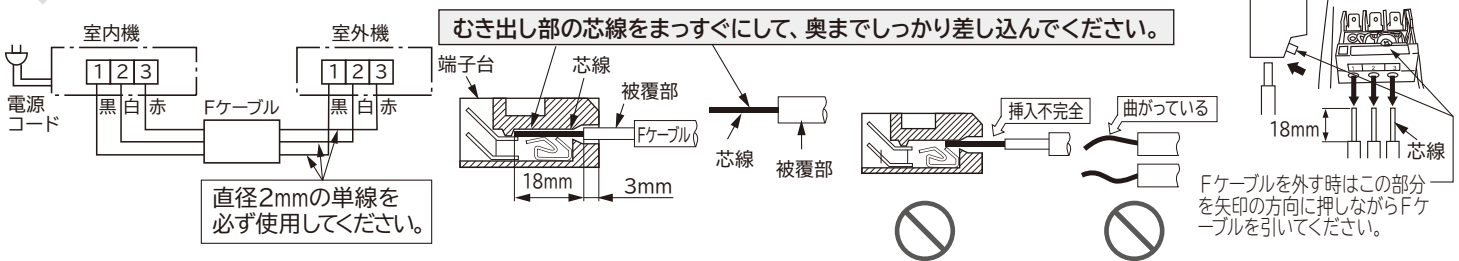 室内機
室外機
1 2 3
1 2 3
黒 白 赤
黒 白 赤
電源
コード
Fケーブル
直径2mmの単線を
必ず使用してください。
むき出し部の芯線をまっすぐにして、奥までしっかり差し込んでください。
端子台
芯線
被覆部
Fケーブル
18mm
3mm
芯線
被覆部
挿入不完全
曲がっている
18mm
芯線
Fケーブルを外す時はこの部分
を矢印の方向に押しながらFケ
ーブルを引いてください。